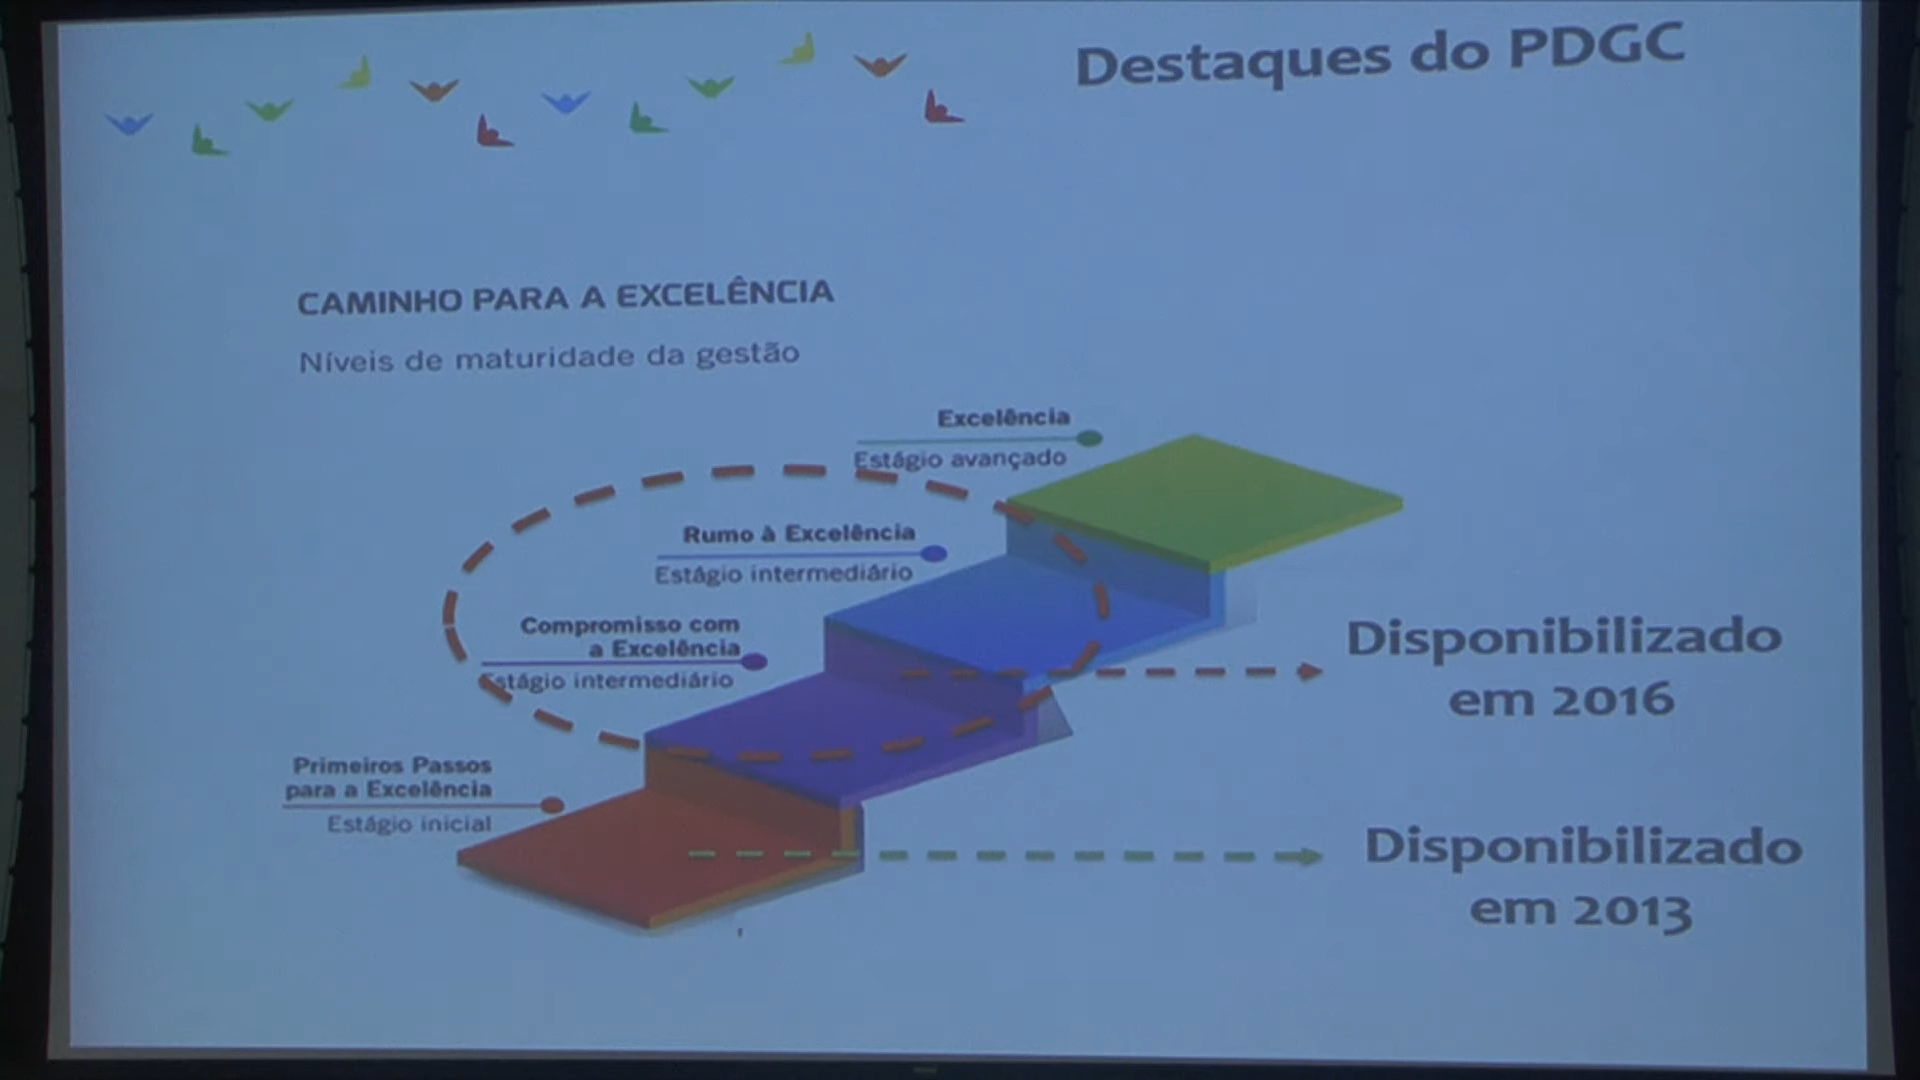 Destaques do PDGC
CAMINHO PARA A EXCELÊNCIA
Níveis de maturidade da gestão
Excelência
Estágio avançado
Rumo à Excelência
Estágio intermediário
Compromisso com
a Excelência
Estágio intermediário
Primeiros Passos
para a Excelência
Estágio inicial
Disponibilizado
em 2016
Disponibilizado
em 2013